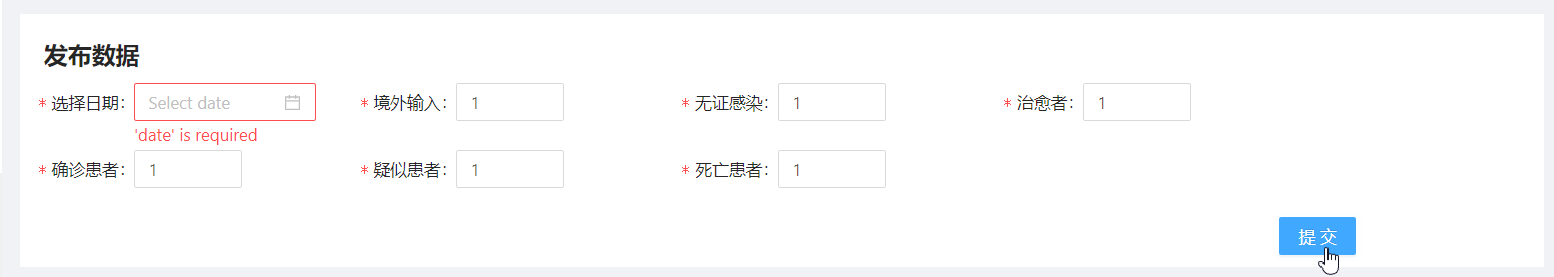 发布数据
* 选择日期: Select date * 境外输入: 1 * 无证感染: 1 * 治愈者: 1
'date' is required
* 确诊患者: 1 * 疑似患者: 1 * 死亡患者: 1
提 交